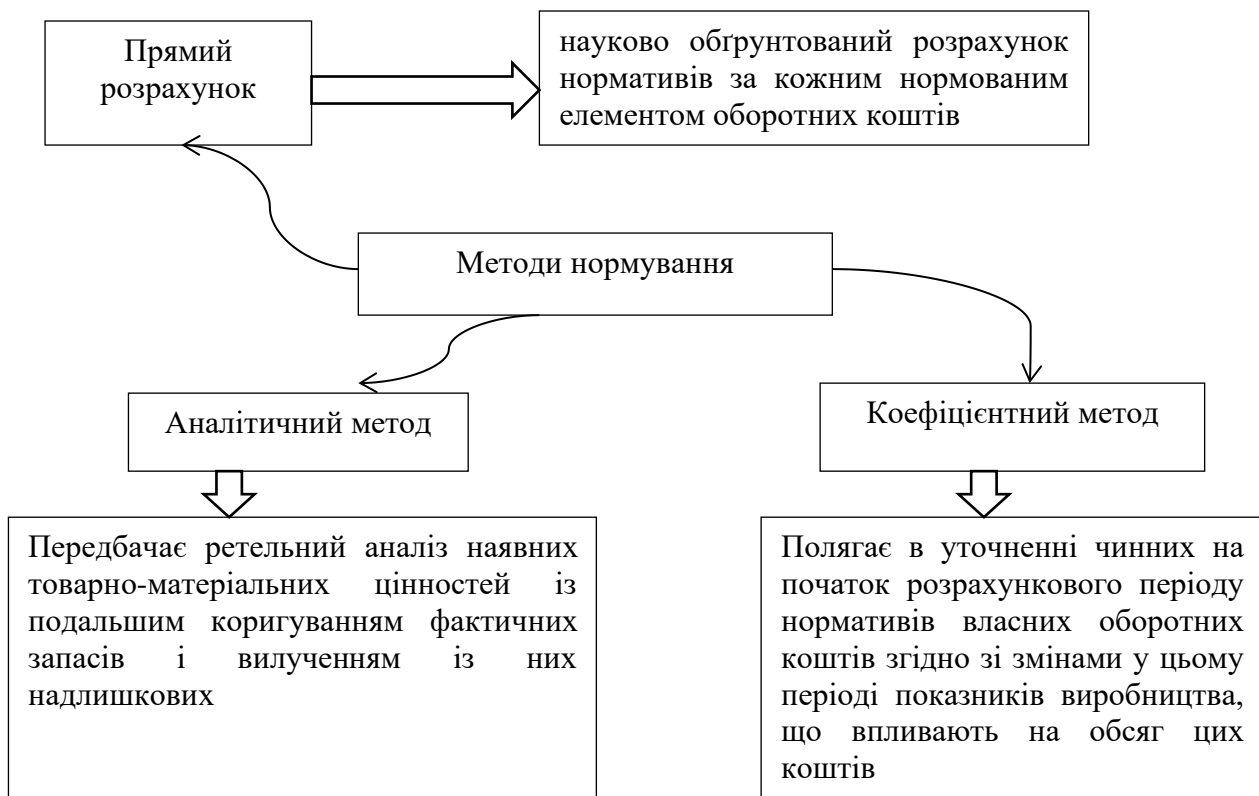 Прямий
розрахунок
науково обґрунтований розрахунок
нормативів за кожним нормованим
елементом оборотних коштів
Методи нормування
Аналітичний метод
Коефіцієнтний метод
Передбачає ретельний аналіз наявних
товарно-матеріальних цінностей із
подальшим коригуванням фактичних
запасів і вилученням із них
надлишкових
Полягає в уточненні чинних на
початок розрахункового періоду
нормативів власних оборотних
коштів згідно зі змінами у цьому
періоді показників виробництва,
що впливають на обсяг цих
коштів